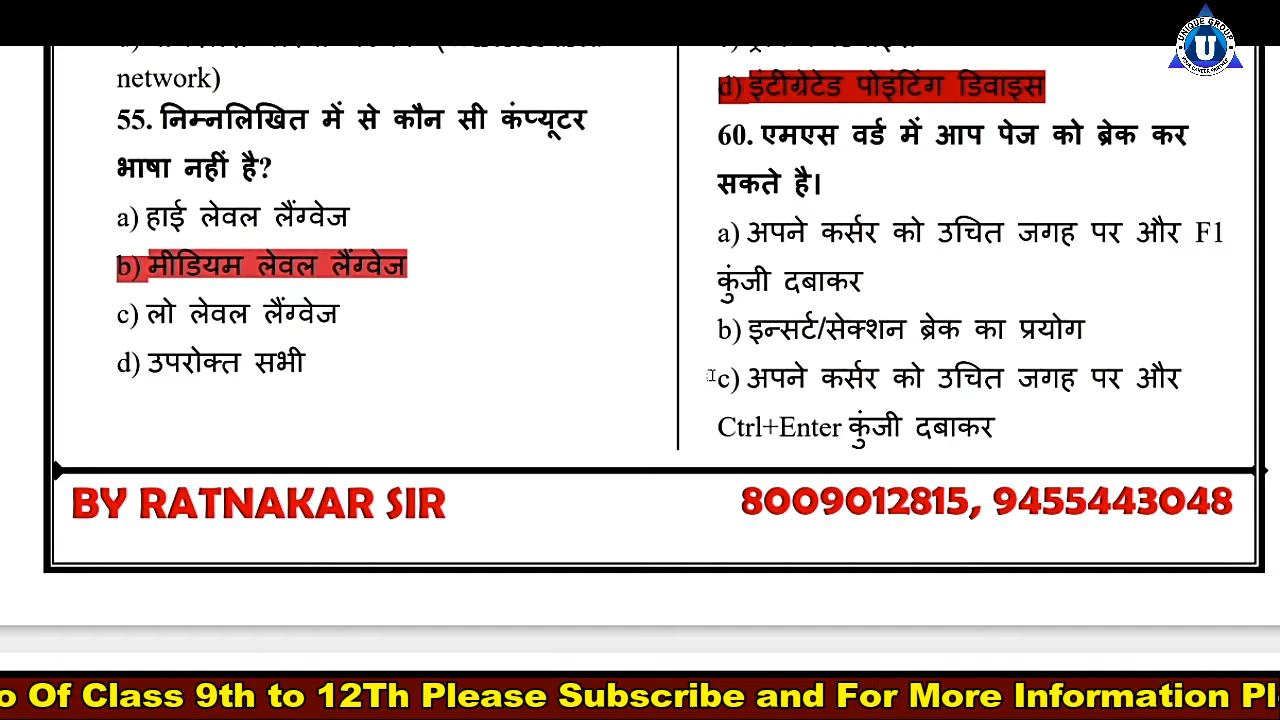 network)
55. निम्नलिखित में से कौन सी कंप्यूटर
भाषा नहीं है?
a) हाई लेवल लैंग्वेज
b) मीडियम लेवल लैंग्वेज
c) लो लेवल लैंग्वेज
d) उपरोक्त सभी
d) इंटीग्रेटेड पोइंटिंग डिवाइस
60. एमएस वर्ड में आप पेज को ब्रेक कर
सकते है।
a) अपने कर्सर को उचित जगह पर और F1
कुंजी दबाकर
b) इन्सर्ट/सेक्शन ब्रेक का प्रयोग
c) अपने कर्सर को उचित जगह पर और
Ctrl+Enter कुंजी दबाकर
BY RATNAKAR SIR
8009012815, 9455443048
UNIQUE GROUP
U
o Of Class 9th to 12Th Please Subscribe and For More Information Pl